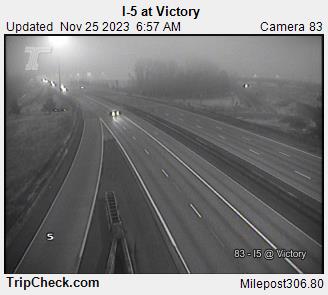 I-5 at Victory
Updated Nov 25 2023 6:57 AM Camera 83
T
S
83 - I5 @ Victory
TripCheck.com Milepost306.80